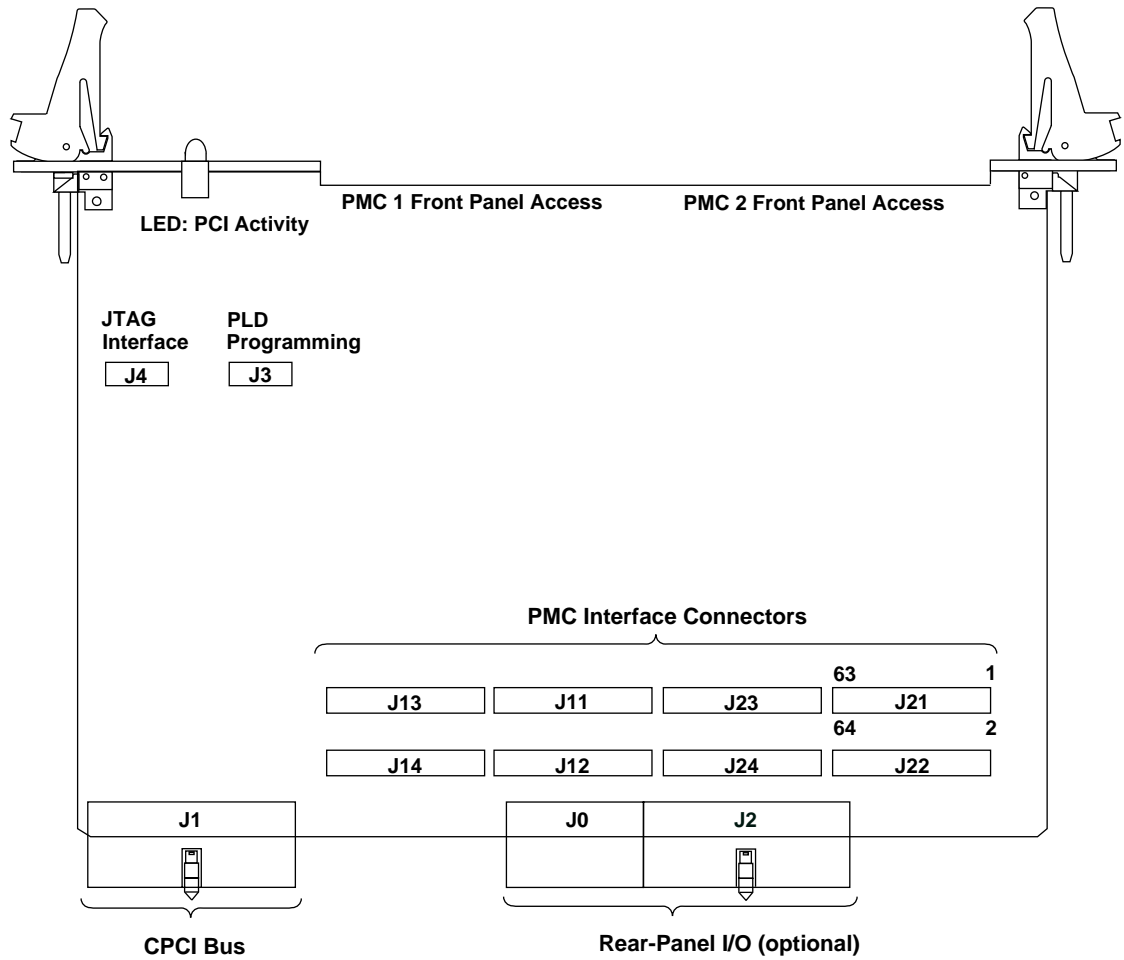 PMC 1 Front Panel Access
PMC 2 Front Panel Access
LED: PCI Activity
JTAG
Interface
J4
PLD
Programming
J3
PMC Interface Connectors
63
1
J13
J11
J23
J21
64
2
J14
J12
J24
J22
J1
J0
J2
CPCI Bus
Rear-Panel I/O (optional)